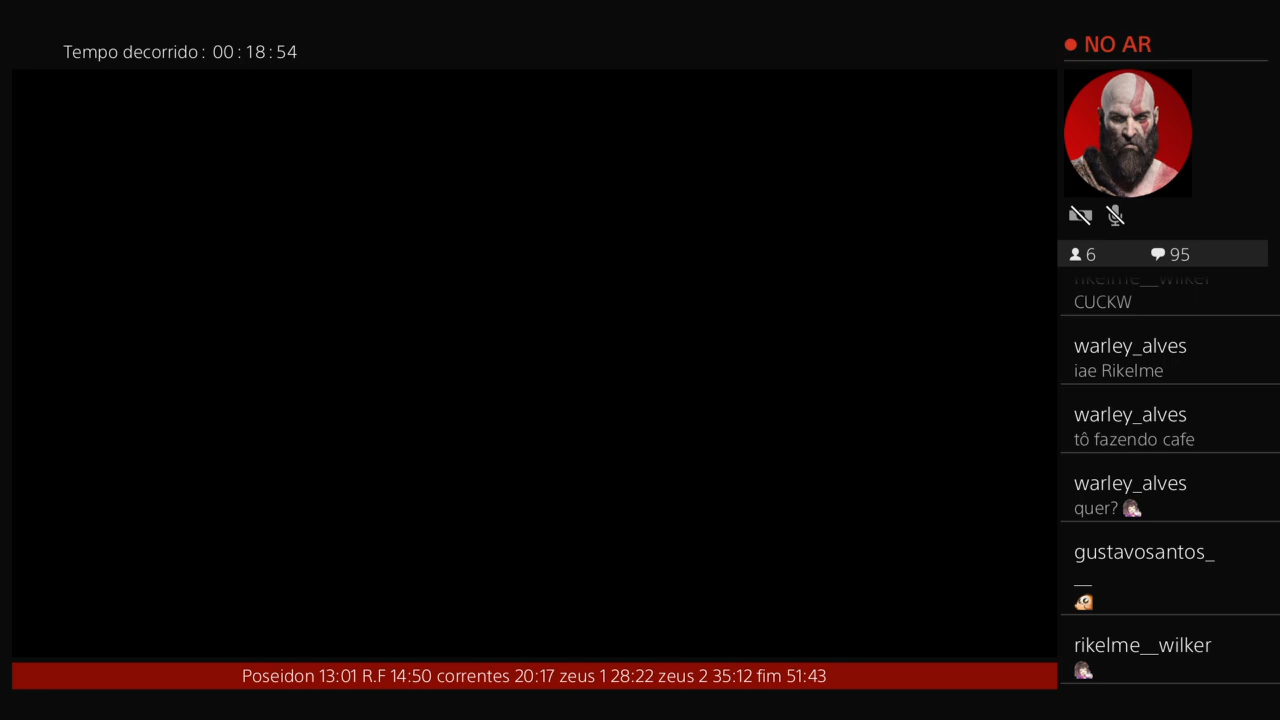 Tempo decorrido: 00:18:54
NO AR
6 95
rikelme__wilker
CUCKW
warley_alves
iae Rikelme
warley_alves
tô fazendo cafe
warley_alves
quer?
gustavosantos_
__
rikelme__wilker
Poseidon 13:01 R.F 14:50 correntes 20:17 zeus 1 28:22 zeus 2 35:12 fim 51:43